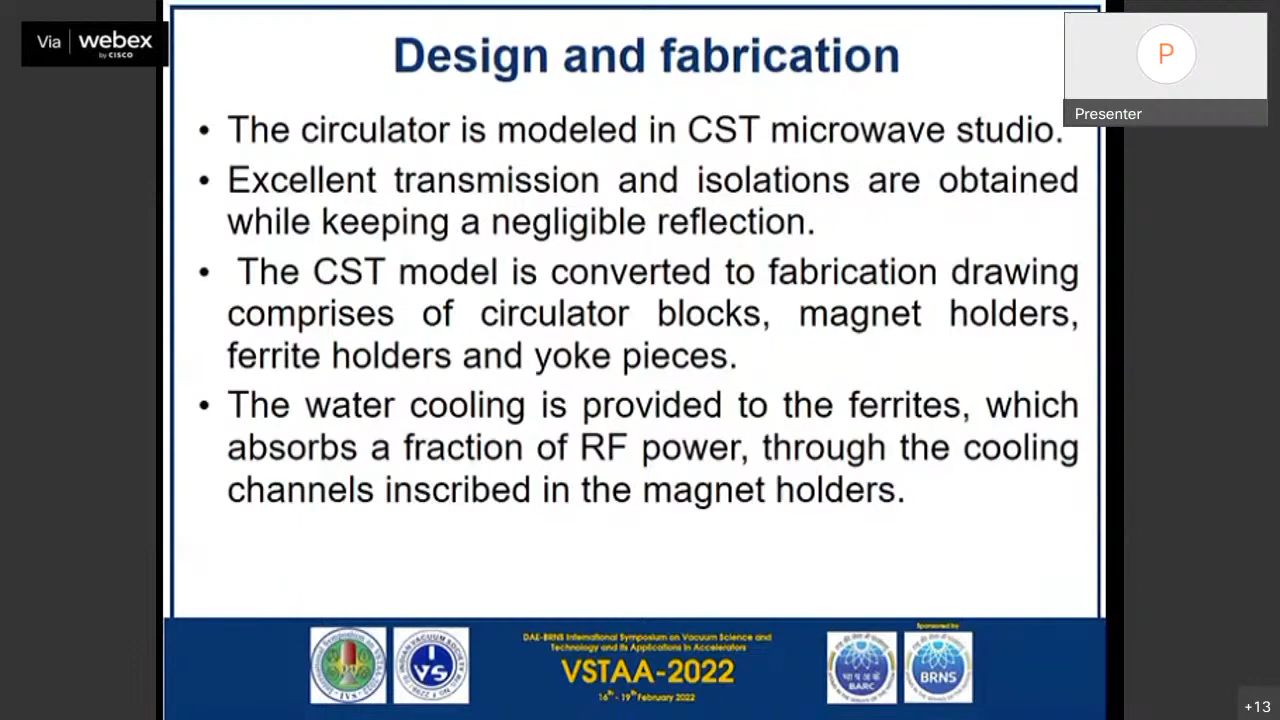 Via webex
by CISCO
P
Presenter
Design and fabrication
• The circulator is modeled in CST microwave studio.
• Excellent transmission and isolations are obtained
while keeping a negligible reflection.
• The CST model is converted to fabrication drawing
comprises of circulator blocks, magnet holders,
ferrite holders and yoke pieces.
• The water cooling is provided to the ferrites, which
absorbs a fraction of RF power, through the cooling
channels inscribed in the magnet holders.
DAE-BRNS International Symposium on Vacuum Science and
Technology and its Applications in Accelerators
VSTAA-2022
16th - 19th February 2022
Sponsored by
BARC
BRNS
+13